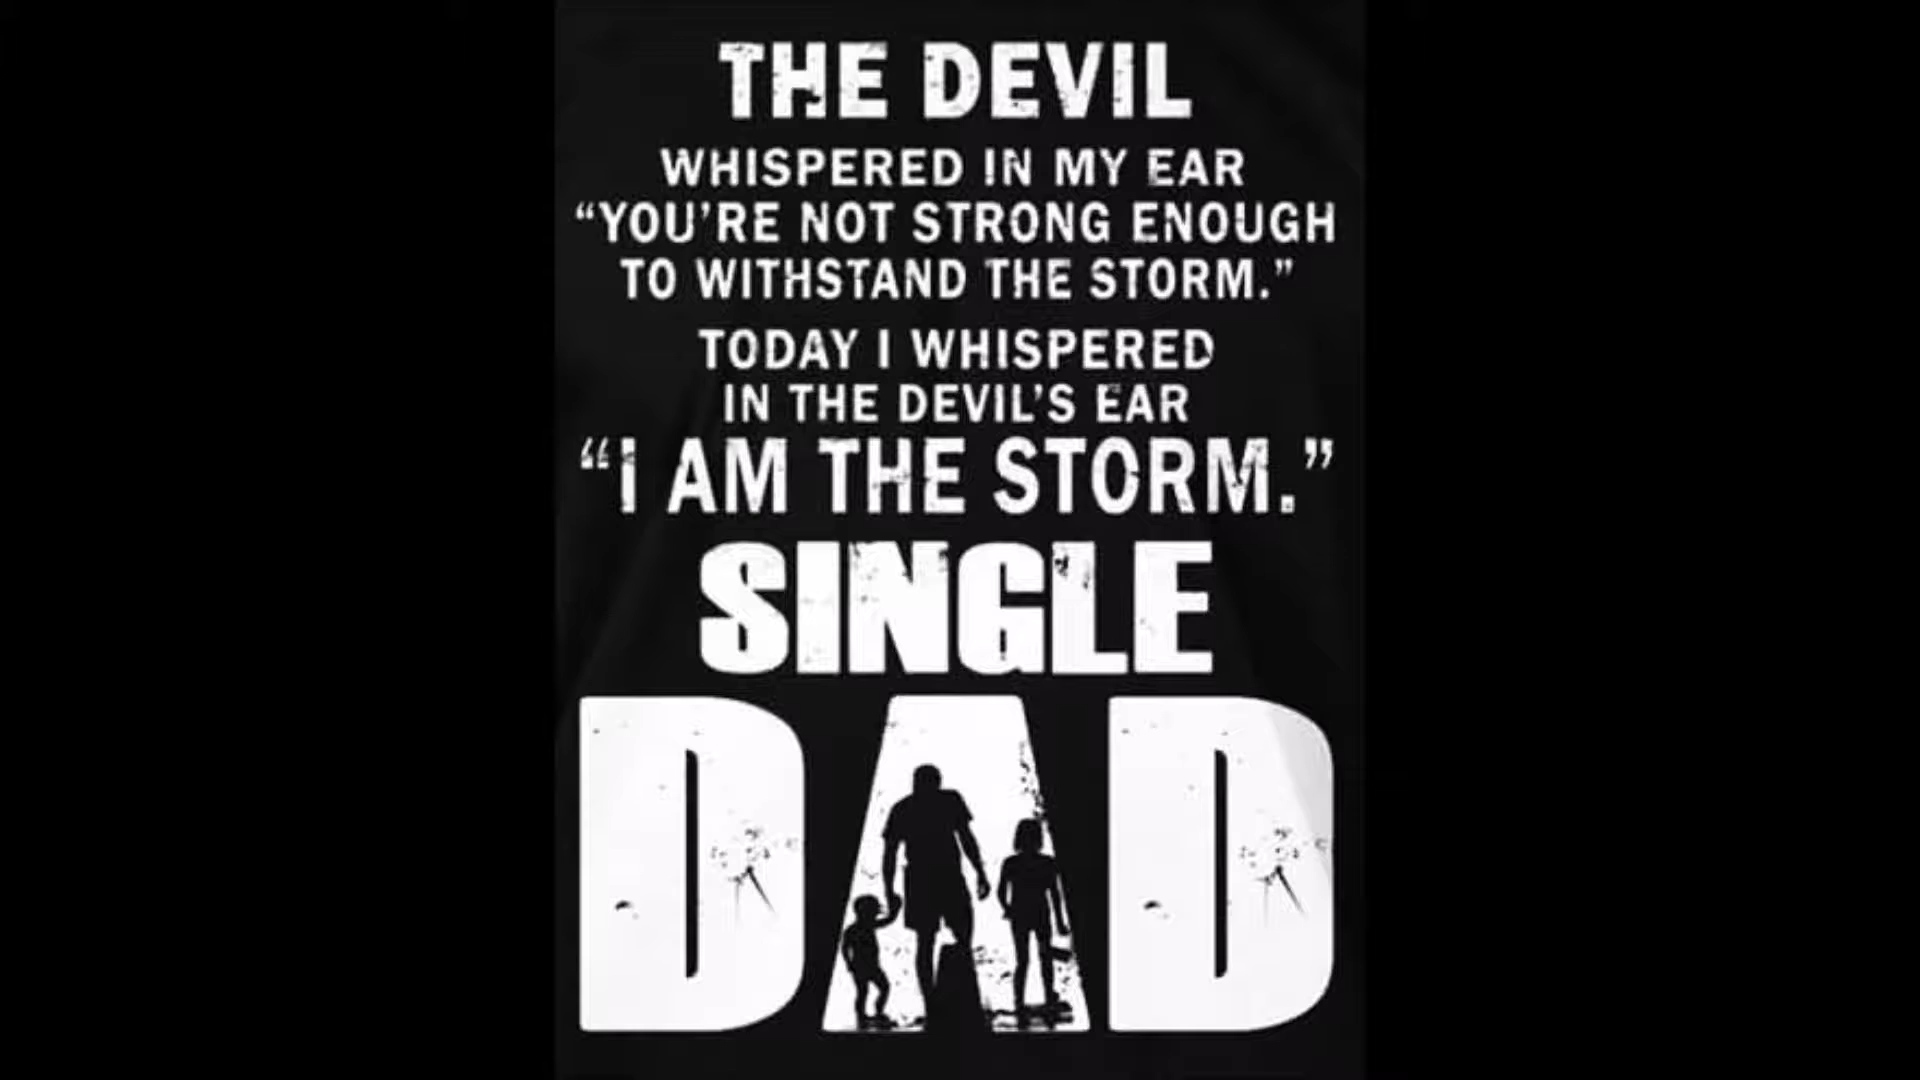 THE DEVIL
WHISPERED IN MY EAR
“YOU’RE NOT STRONG ENOUGH
TO WITHSTAND THE STORM.”
TODAY I WHISPERED
IN THE DEVIL’S EAR
“I AM THE STORM.”
SINGLE
DAD